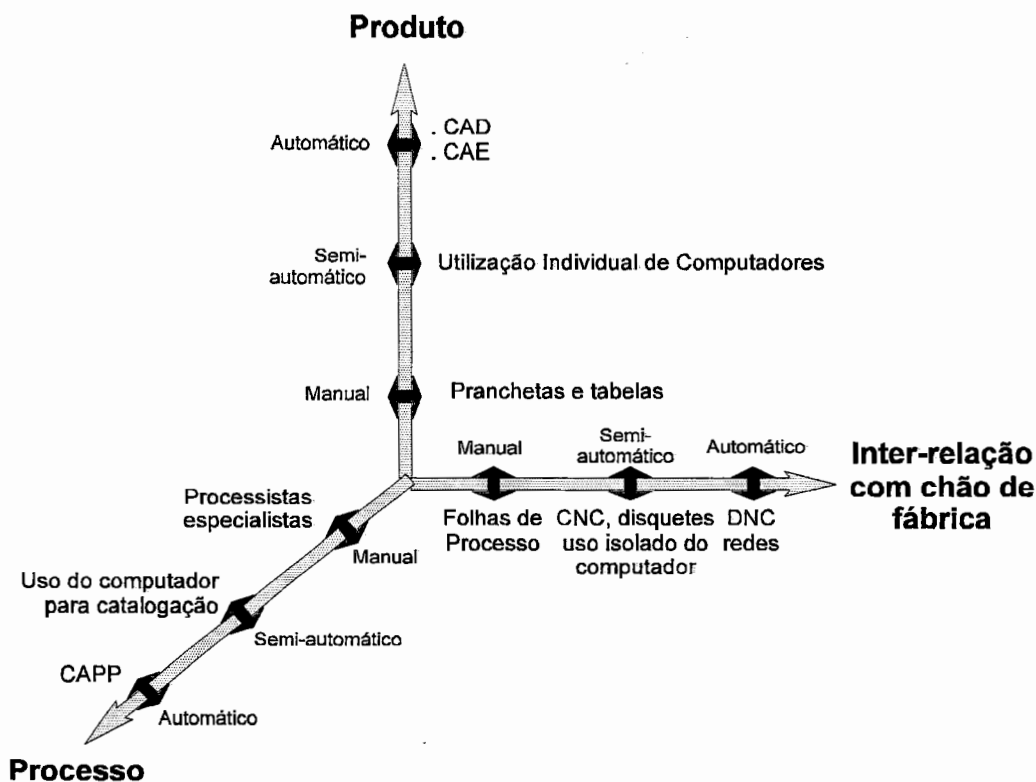 Produto
Automático
. CAD
. CAE
Semi-
automático
Utilização Individual de Computadores
Manual
Pranchetas e tabelas
Manual
Semi-
automático
Automático
Inter-relação
com chão de
fábrica
Folhas de
Processo
CNC, disquetes
uso isolado do
computador
DNC
redes
Processistas
especialistas
Manual
Uso do computador
para catalogação
Semi-automático
CAPP
Automático
Processo